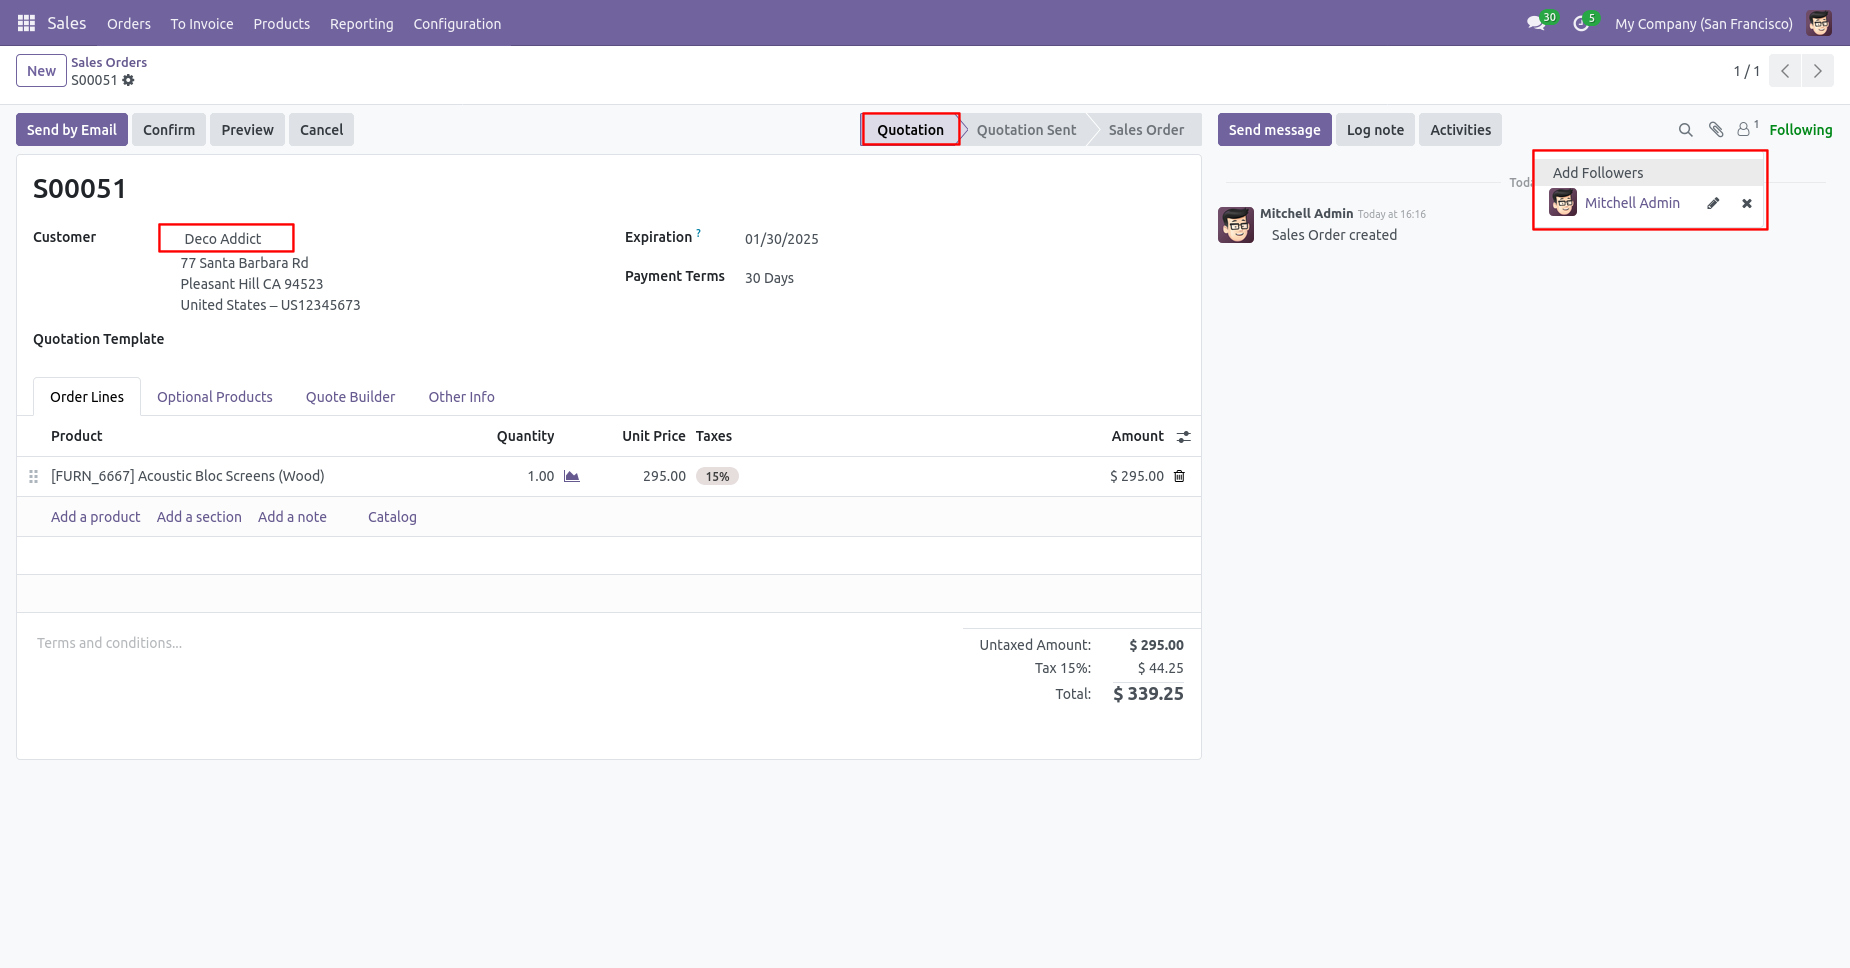 Sales Orders To Invoice Products Reporting Configuration 30 5 My Company (San Francisco)
New Sales Orders
S00051
1 / 1
Send by Email Confirm Preview Cancel Quotation Quotation Sent Sales Order Send message Log note Activities 1 Following
S00051
Customer Deco Addict
77 Santa Barbara Rd
Pleasant Hill CA 94523
United States – US12345673
Expiration ? 01/30/2025
Payment Terms 30 Days
Quotation Template
Add Followers
Mitchell Admin
Mitchell Admin Today at 16:16
Sales Order created
Order Lines Optional Products Quote Builder Other Info
Product Quantity Unit Price Taxes Amount
[FURN_6667] Acoustic Bloc Screens (Wood) 1.00 295.00 15% $ 295.00
Add a product Add a section Add a note Catalog
Terms and conditions...
Untaxed Amount: $ 295.00
Tax 15%: $ 44.25
Total: $ 339.25